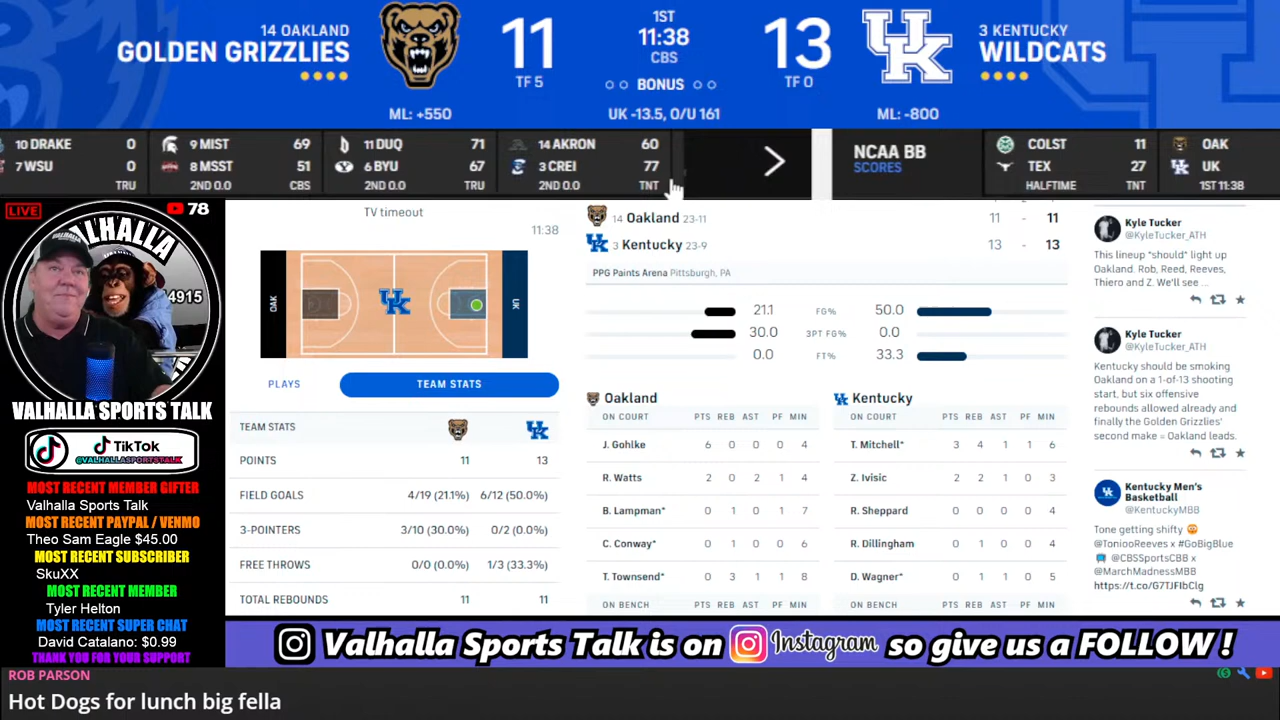 14 OAKLAND
GOLDEN GRIZZLIES
11
TF 5
ML: +550
1ST
11:38
CBS
BONUS
UK -13.5, O/U 161
13
TF 0
UK
3 KENTUCKY
WILDCATS
ML: -800
10 DRAKE 0
7 WSU 0
TRU
9 MIST 69
8 MSST 51
2ND 0.0 CBS
11 DUQ 71
6 BYU 67
2ND 0.0 TRU
14 AKRON 60
3 CREI 77
2ND 0.0 TNT
NCAA BB
SCORES
COLST 11
TEX 27
HALFTIME TNT
OAK
UK
1ST 11:38
LIVE
78
VALHALLA
4915
VALHALLA SPORTS TALK
TikTok
TikTok
@VALHALLASPORTSTALK
MOST RECENT MEMBER GIFTER
Valhalla Sports Talk
MOST RECENT PAYPAL / VENMO
Theo Sam Eagle $45.00
MOST RECENT SUBSCRIBER
SkuXX
MOST RECENT MEMBER
Tyler Helton
MOST RECENT SUPER CHAT
David Catalano: $0.99
THANK YOU FOR YOUR SUPPORT
TV timeout
11:38
OAK
UK
UK
PLAYS
TEAM STATS
TEAM STATS
POINTS 11 13
FIELD GOALS 4/19 (21.1%) 6/12 (50.0%)
3-POINTERS 3/10 (30.0%) 0/2 (0.0%)
FREE THROWS 0/0 (0.0%) 1/3 (33.3%)
TOTAL REBOUNDS 11 11
14 Oakland 23-11 11 - 11
3 Kentucky 23-9 13 - 13
PPG Paints Arena Pittsburgh, PA
21.1 FG% 50.0
30.0 3PT FG% 0.0
0.0 FT% 33.3
Oakland
ON COURT PTS REB AST PF MIN
J. Gohlke 6 0 0 0 4
R. Watts 2 0 2 1 4
B. Lampman* 0 1 0 1 7
C. Conway* 0 1 0 0 6
T. Townsend* 0 3 1 1 8
ON BENCH PTS REB AST PF MIN
Kentucky
ON COURT PTS REB AST PF MIN
T. Mitchell* 3 4 1 1 6
Z. Ivisic 2 2 1 0 3
R. Sheppard 0 0 0 0 4
R. Dillingham 0 1 0 0 4
D. Wagner* 0 1 1 0 5
ON BENCH PTS REB AST PF MIN
Kyle Tucker
@KyleTucker_ATH
This lineup *should* light up
Oakland. Rob, Reed, Reeves,
Thiero and Z. We'll see ...
Kyle Tucker
@KyleTucker_ATH
Kentucky should be smoking
Oakland on a 1-of-13 shooting
start, but six offensive
rebounds allowed already and
finally the Golden Grizzlies'
second make = Oakland leads.
Kentucky Men's
Basketball
@KentuckyMBB
Tone getting shifty 🥶
@ToniooReeves x #GoBigBlue
📺 @CBSSportsCBB x
@MarchMadnessMBB
https://t.co/G7TJFIbClg
Valhalla Sports Talk is on Instagram so give us a FOLLOW !
ROB PARSON
Hot Dogs for lunch big fella